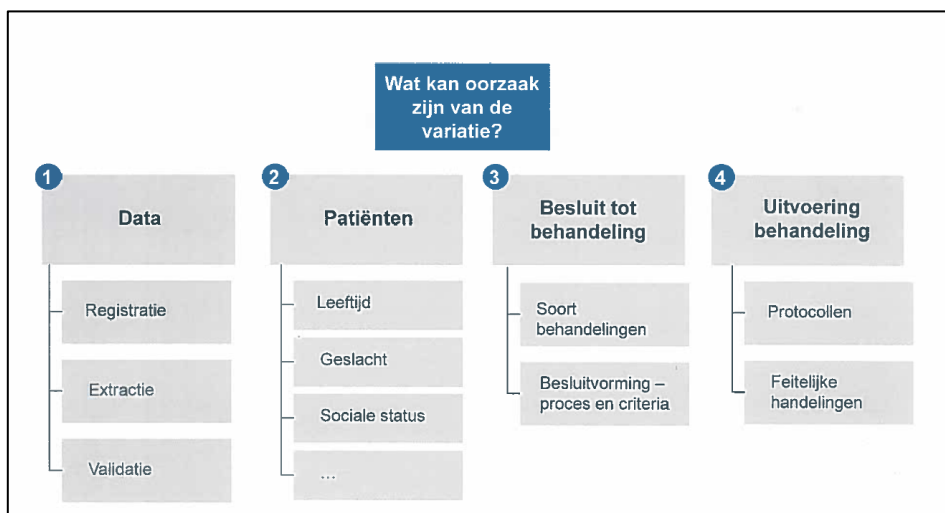 Wat kan oorzaak
zijn van de
variatie?
1
Data
Registratie
Extractie
Validatie
2
Patiënten
Leeftijd
Geslacht
Sociale status
...
3
Besluit tot
behandeling
Soort
behandelingen
Besluitvorming –
proces en criteria
4
Uitvoering
behandeling
Protocollen
Feitelijke
handelingen